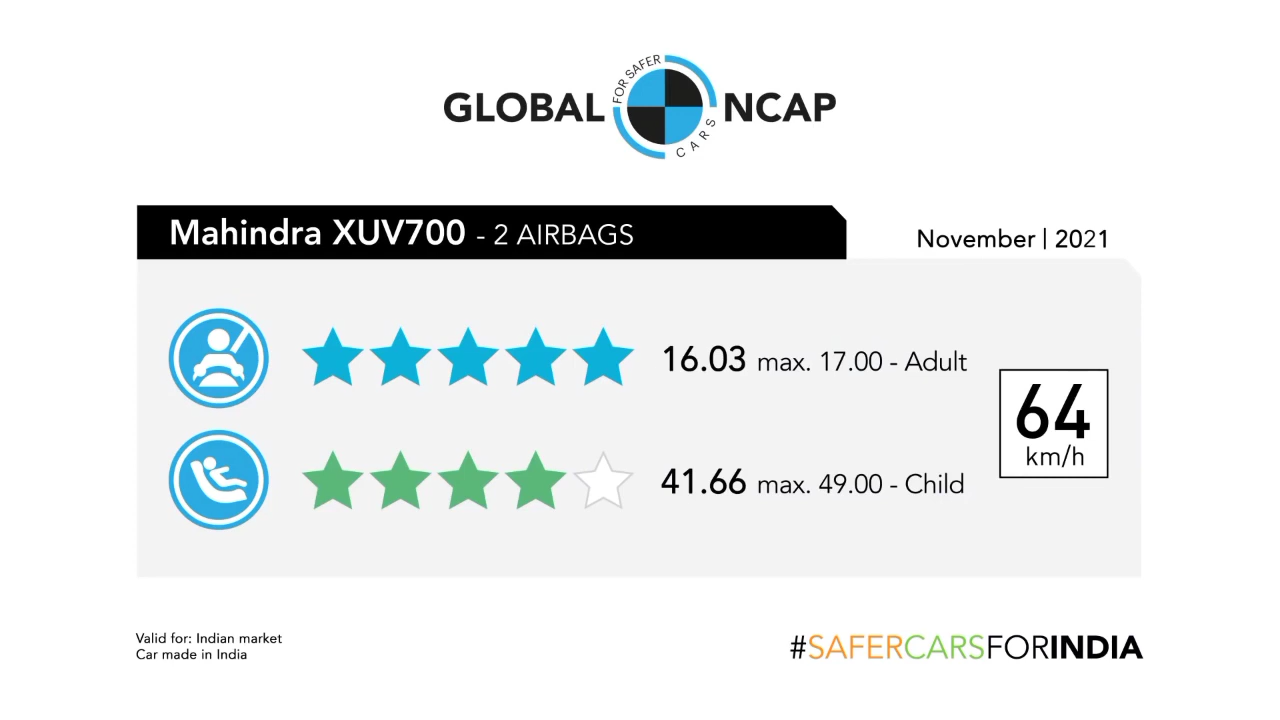 GLOBAL FOR SAFER CARS NCAP
Mahindra XUV700 - 2 AIRBAGS
November | 2021
16.03 max. 17.00 - Adult
41.66 max. 49.00 - Child
64
km/h
Valid for: Indian market
Car made in India
#SAFERCARSFORINDIA